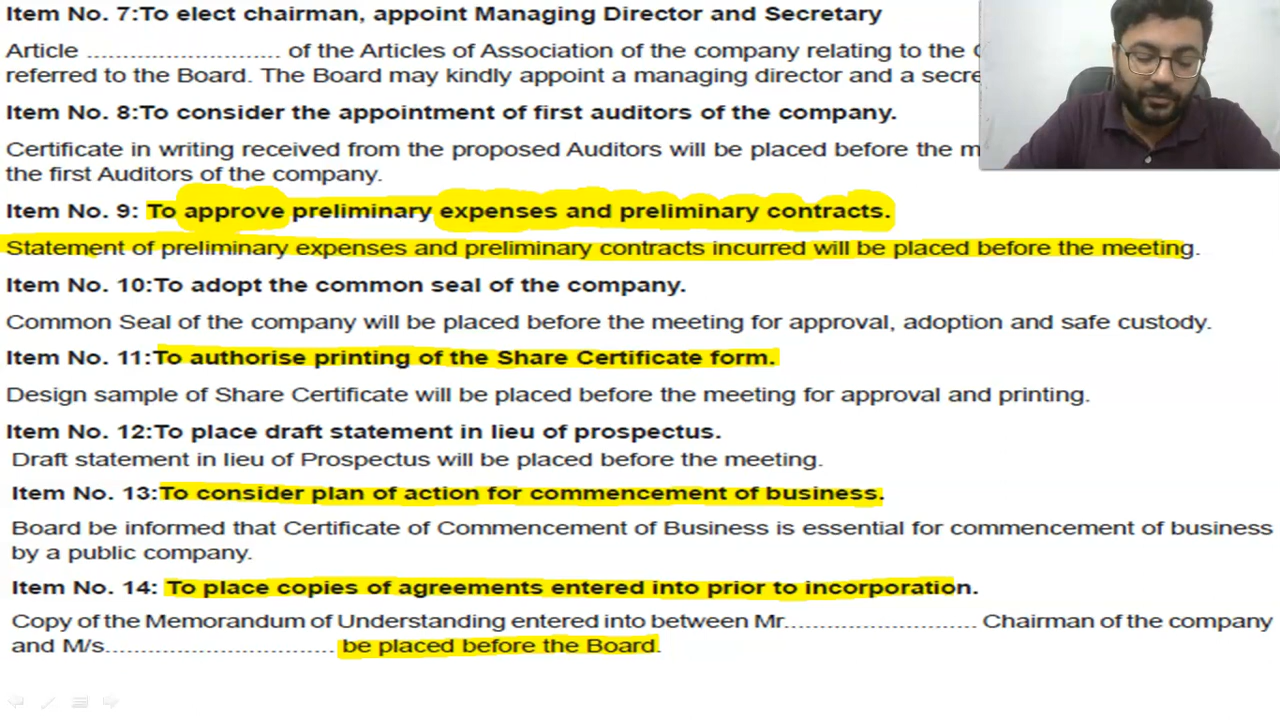 Item No. 7:To elect chairman, appoint Managing Director and Secretary
Article ........................... of the Articles of Association of the company relating to the
referred to the Board. The Board may kindly appoint a managing director and a
Item No. 8:To consider the appointment of first auditors of the company.
Certificate in writing received from the proposed Auditors will be placed before the
the first Auditors of the company.
Item No. 9: To approve preliminary expenses and preliminary contracts.
Statement of preliminary expenses and preliminary contracts incurred will be placed before the meeting.
Item No. 10:To adopt the common seal of the company.
Common Seal of the company will be placed before the meeting for approval, adoption and safe custody.
Item No. 11:To authorise printing of the Share Certificate form.
Design sample of Share Certificate will be placed before the meeting for approval and printing.
Item No. 12:To place draft statement in lieu of prospectus.
Draft statement in lieu of Prospectus will be placed before the meeting.
Item No. 13:To consider plan of action for commencement of business.
Board be informed that Certificate of Commencement of Business is essential for commencement of business
by a public company.
Item No. 14: To place copies of agreements entered into prior to incorporation.
Copy of the Memorandum of Understanding entered into between Mr........................... Chairman of the company
and M/s................................ be placed before the Board.